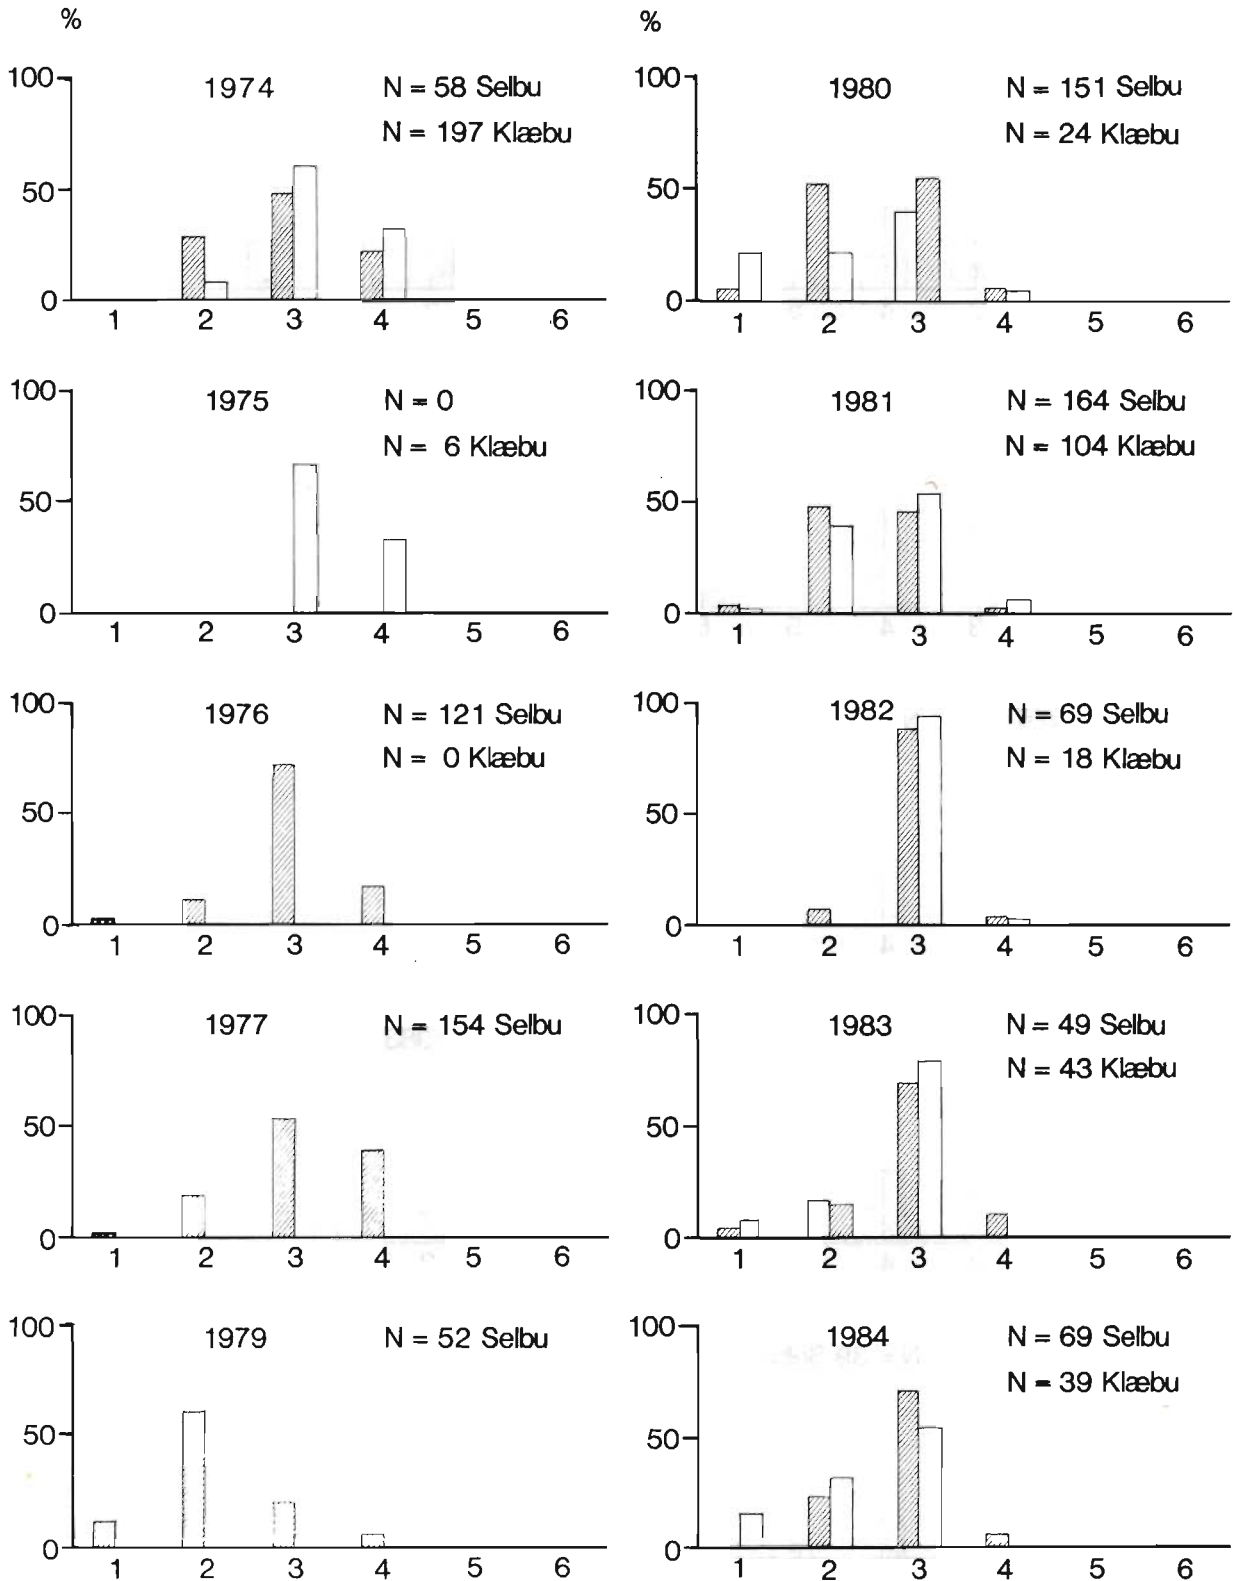 %
100
1974
N = 58 Selbu
N = 197 Klæbu
50
0
1 2 3 4 5 6
100
1975
N = 0
N = 6 Klæbu
50
0
1 2 3 4 5 6
100
1976
N = 121 Selbu
N = 0 Klæbu
50
0
1 2 3 4 5 6
100
1977
N = 154 Selbu
50
0
1 2 3 4 5 6
100
1979
N = 52 Selbu
50
0
1 2 3 4 5 6
%
100
1980
N = 151 Selbu
N = 24 Klæbu
50
0
1 2 3 4 5 6
100
1981
N = 164 Selbu
N = 104 Klæbu
50
0
1 2 3 4 5 6
100
1982
N = 69 Selbu
N = 18 Klæbu
50
0
1 2 3 4 5 6
100
1983
N = 49 Selbu
N = 43 Klæbu
50
0
1 2 3 4 5 6
100
1984
N = 69 Selbu
N = 39 Klæbu
50
0
1 2 3 4 5 6